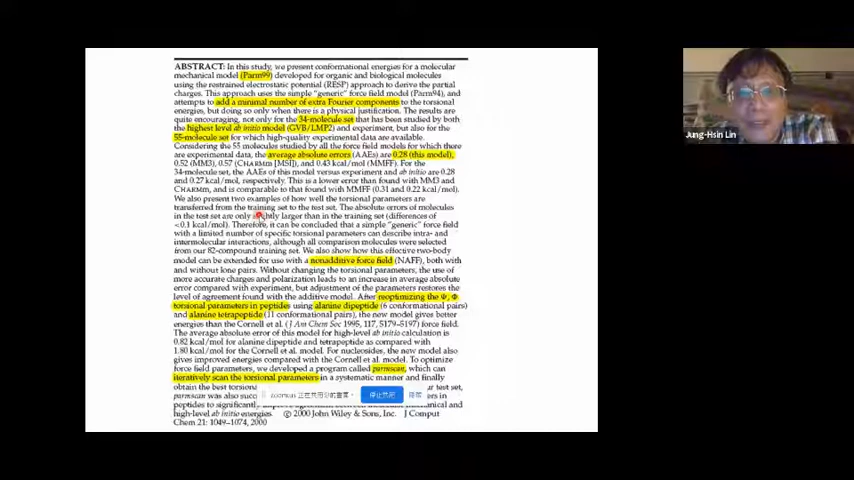 ABSTRACT: In this study, we present conformational energies for a molecular
mechanical model (Parm99) developed for organic and biological molecules
using the restrained electrostatic potential (RESP) approach to derive the partial
charges. This approach uses the simple "generic" force field model (Parm94), and
attempts to add a minimal number of extra Fourier components to the torsional
energies, but doing so only when there is a physical justification. The results are
quite encouraging, not only for the 34-molecule set that has been studied by both
the highest level ab initio model (GVB/LMP2) and experiment, but also for the
55-molecule set for which high-quality experimental data are available.
Considering the 55 molecules studied by all the force field models for which there
are experimental data, the average absolute errors (AAEs) are 0.28 (this model),
0.52 (MM3), 0.57 (CHARMm [MSI]), and 0.43 kcal/mol (MMFF). For the
34-molecule set, the AAEs of this model versus experiment and ab initio are 0.28
and 0.27 kcal/mol, respectively. This is a lower error than found with MM3 and
CHARMm, and is comparable to that found with MMFF (0.31 and 0.22 kcal/mol).
We also present two examples of how well the torsional parameters are
transferred from the training set to the test set. The absolute errors of molecules
in the test set are only slightly larger than in the training set (differences of
<0.1 kcal/mol). Therefore, it can be concluded that a simple "generic" force field
with a limited number of specific torsional parameters can describe intra- and
intermolecular interactions, although all comparison molecules were selected
from our 82-compound training set. We also show how this effective two-body
model can be extended for use with a nonadditive force field (NAFF), both with
and without lone pairs. Without changing the torsional parameters, the use of
more accurate charges and polarization leads to an increase in average absolute
error compared with experiment, but adjustment of the parameters restores the
level of agreement found with the additive model. After reoptimizing the Ψ, Φ
torsional parameters in peptides using alanine dipeptide (6 conformational pairs)
and alanine tetrapeptide (11 conformational pairs), the new model gives better
energies than the Cornell et al. (J Am Chem Soc 1995, 117, 5179–5197) force field.
The average absolute error of this model for high-level ab initio calculation is
0.82 kcal/mol for alanine dipeptide and tetrapeptide as compared with
1.80 kcal/mol for the Cornell et al. model. For nucleosides, the new model also
gives improved energies compared with the Cornell et al. model. To optimize
force field parameters, we developed a program called parmscan, which can
iteratively scan the torsional parameters in a systematic manner and finally
obtain the best torsional
test set,
parmscan was also
peptides to significantly
and
high-level ab initio energies. © 2000 John Wiley & Sons, Inc. J Comput
Chem 21: 1049–1074, 2000
停止共用
Jung-Hsin Lin